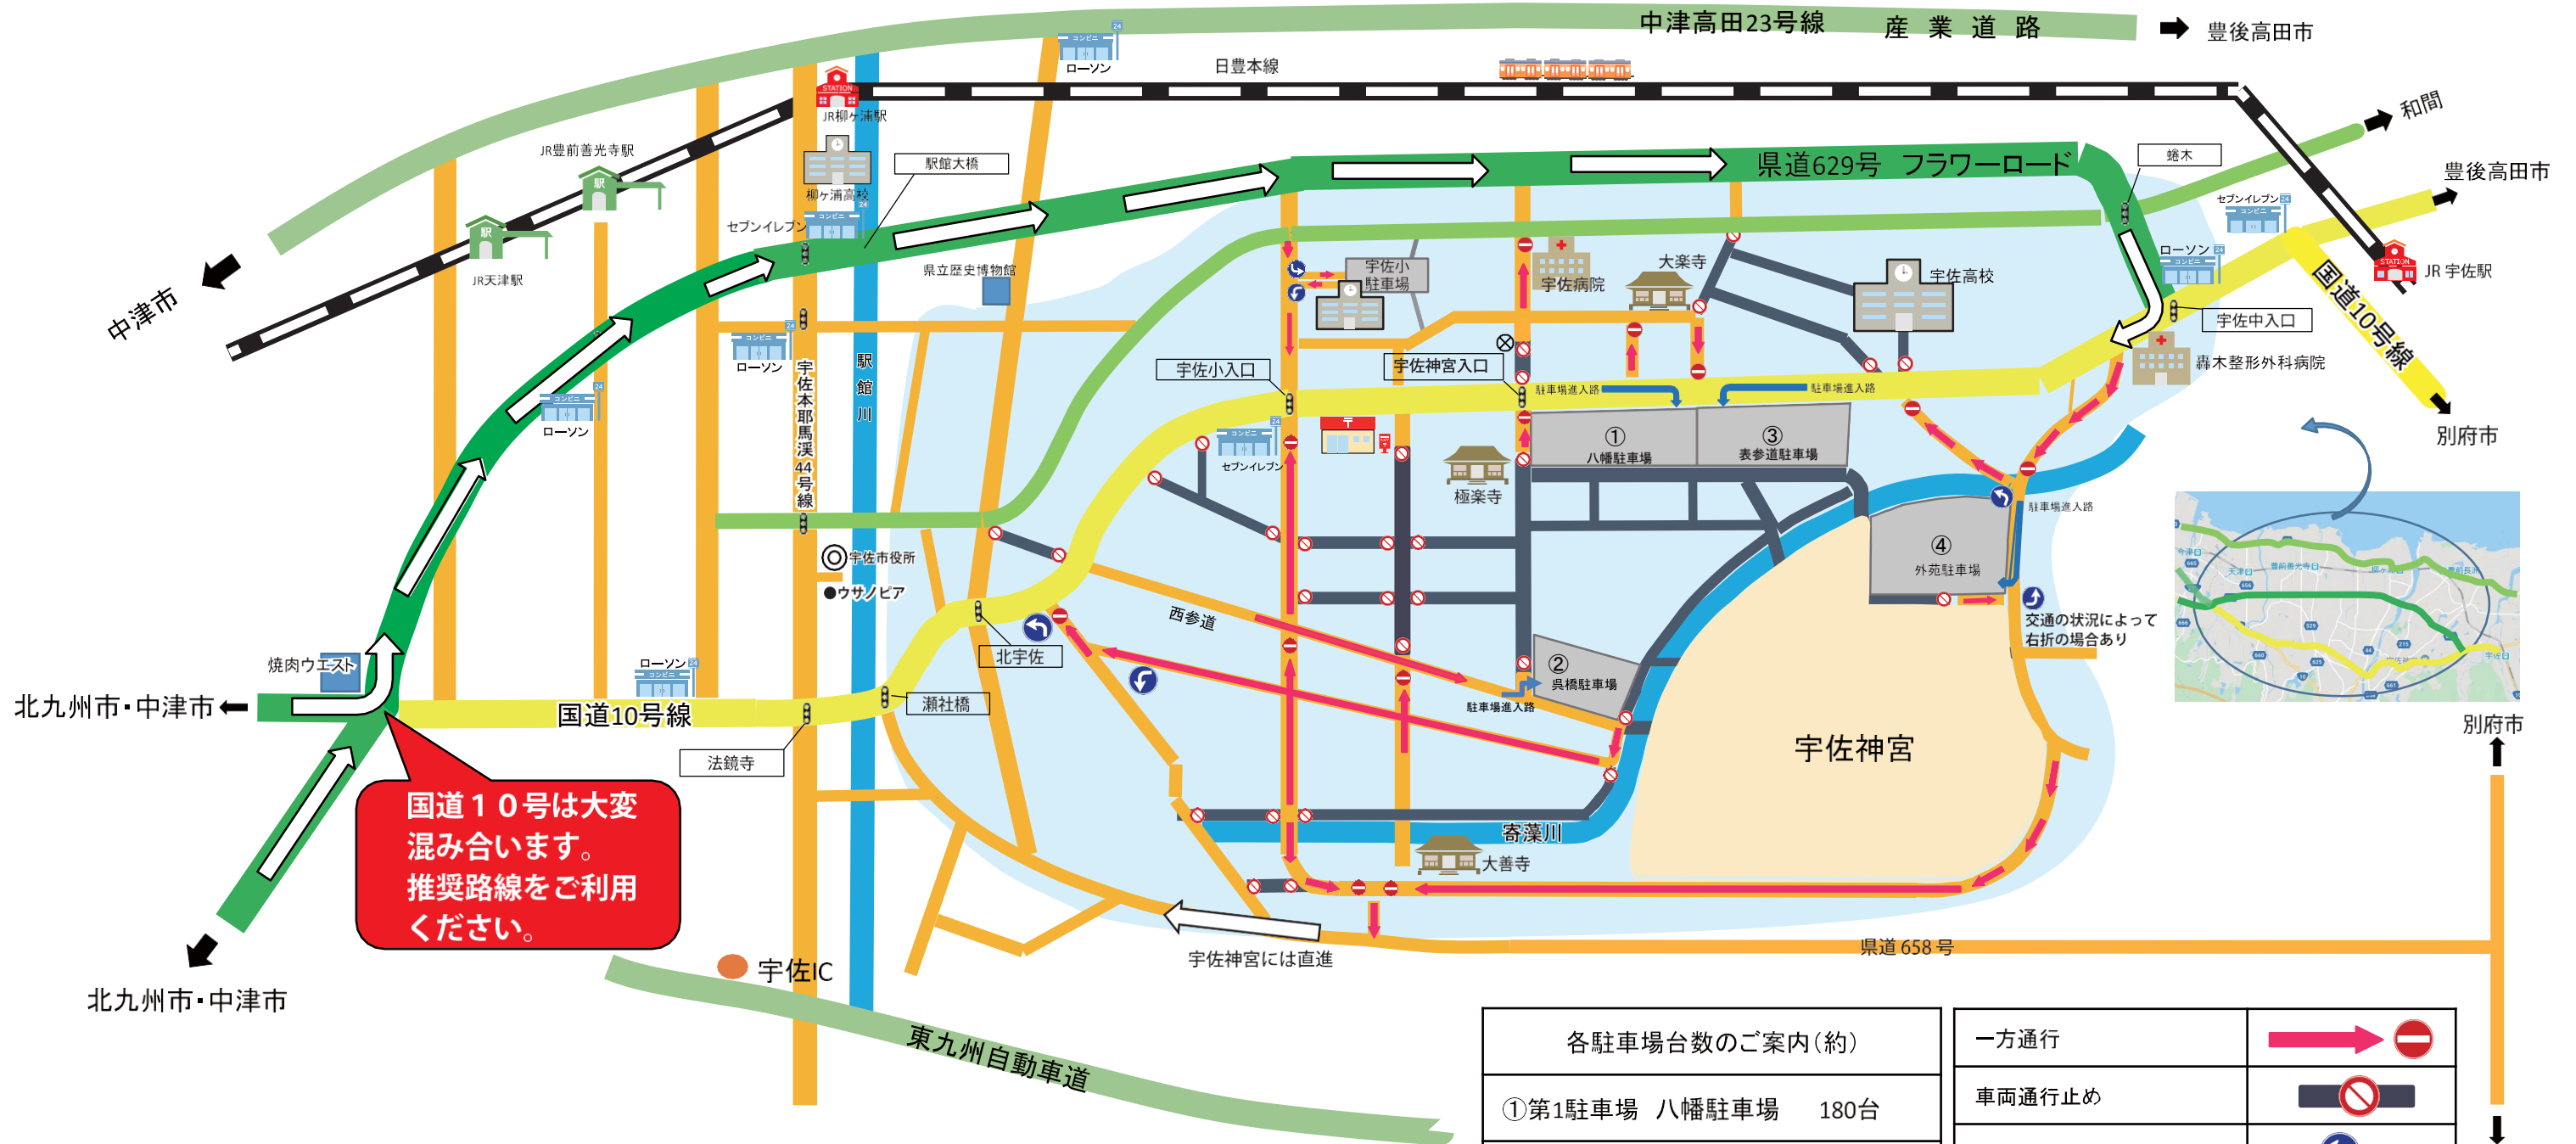 中津高田23号線 産業道路
豊後高田市
ローソン
日豊本線
JR柳ヶ浦駅
和間
JR豊前善光寺駅
駅館大橋
柳ヶ浦高校
県道629号 フラワーロード
蜷木
豊後高田市
セブンイレブン
セブンイレブン
JR天津駅
県立歴史博物館
宇佐小
駐車場
宇佐病院
大楽寺
宇佐高校
ローソン
JR 宇佐駅
中津市
国道10号線
宇佐中入口
ローソン
宇佐本耶馬渓44号線
駅館川
宇佐小入口
宇佐神宮入口
駐車場進入路
駐車場進入路
轟木整形外科病院
ローソン
①
八幡駐車場
③
表参道駐車場
別府市
セブンイレブン
極楽寺
駐車場進入路
④
外苑駐車場
宇佐市役所
ウサノピア
西参道
交通の状況によって
右折の場合あり
北宇佐
焼肉ウエスト
ローソン
②
呉橋駐車場
駐車場進入路
北九州市・中津市
国道10号線
瀬社橋
法鏡寺
宇佐神宮
別府市
国道１０号は大変
混み合います。
推奨路線をご利用
ください。
寄藻川
大善寺
宇佐神宮には直進
県道 658 号
宇佐IC
北九州市・中津市
東九州自動車道
各駐車場台数のご案内（約）
①第1駐車場 八幡駐車場 180台
一方通行
車両通行止め